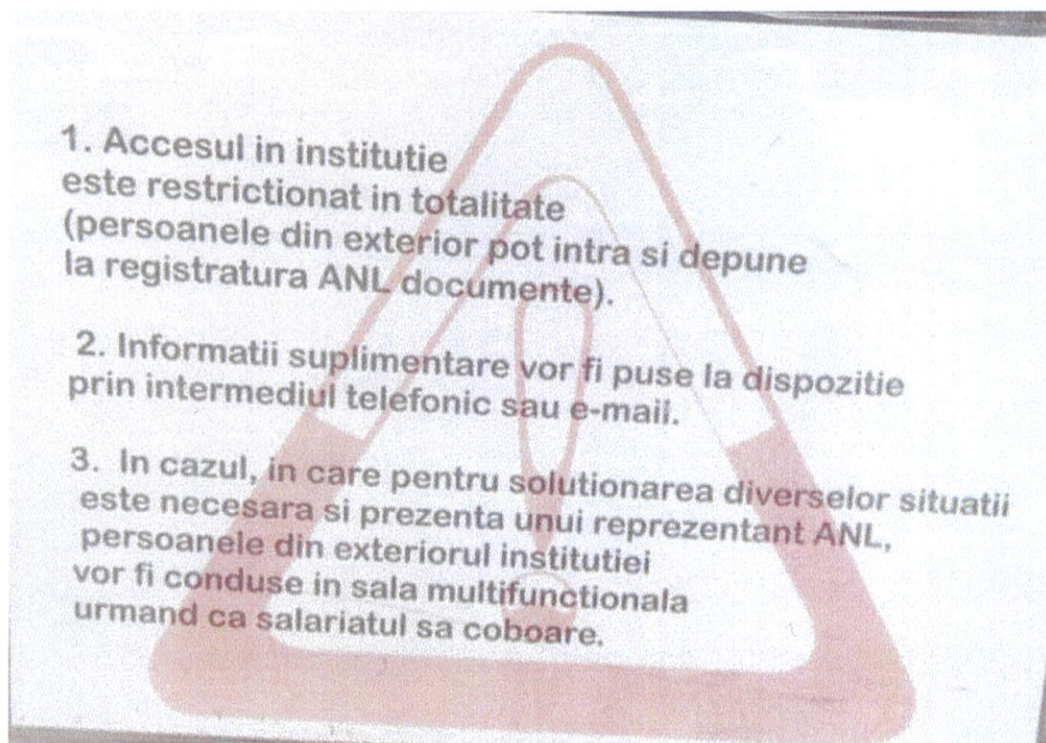 1. Accesul in institutie
este restrictionat in totalitate
(persoanele din exterior pot intra si depune
la registratura ANL documente).
2. Informatii suplimentare vor fi puse la dispozitie
prin intermediul telefonic sau e-mail.
3. In cazul, in care pentru solutionarea diverselor situatii
este necesara si prezenta unui reprezentant ANL,
persoanele din exteriorul institutiei
vor fi conduse in sala multifunctionala
urmand ca salariatul sa coboare.